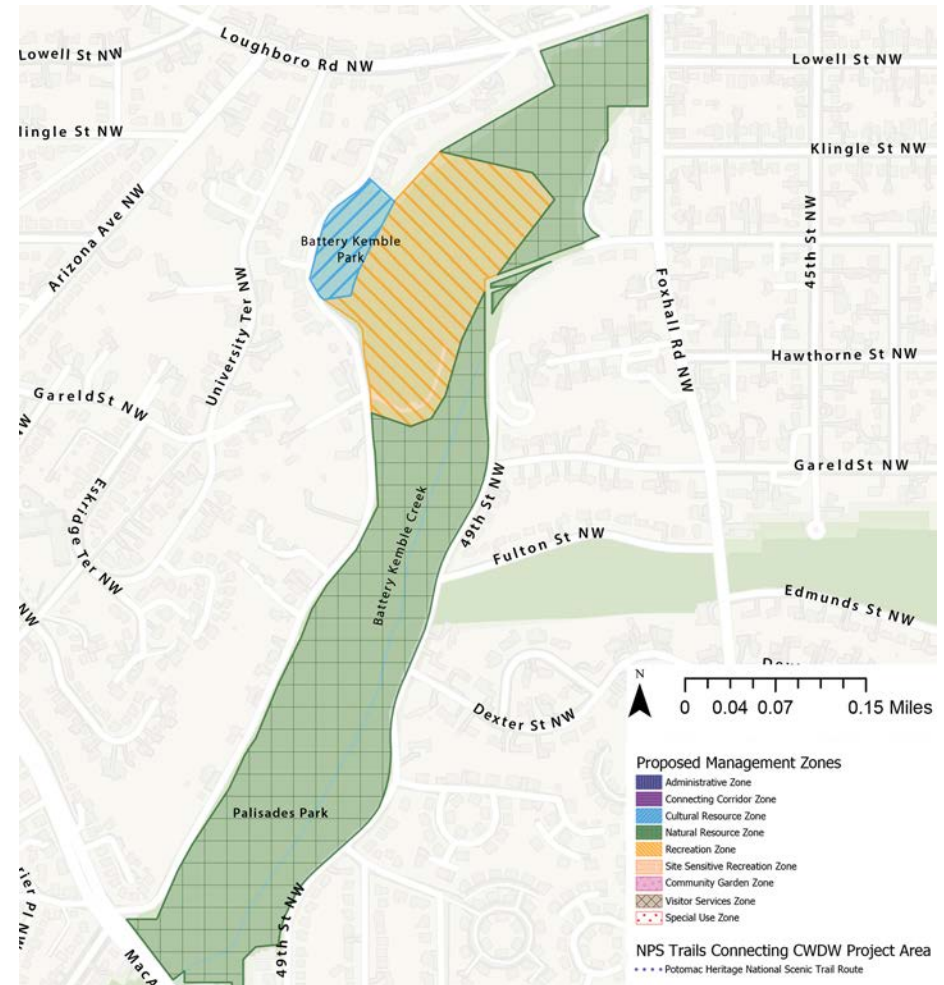 Lowell St NW
Loughboro Rd NW
Lowell St NW
lingle St NW
Klingle St NW
Arizona Ave NW
Battery Kemble
Park
45th St NW
University Ter NW
Foxhall Rd NW
Hawthorne St NW
GareldSt NW
GareldSt NW
Eskridge Ter NW
Battery Kemble Creek
49th St NW
Fulton St NW
Edmunds St NW
NW
NW
Dexter St NW
N
0 0.04 0.07 0.15 Miles
Proposed Management Zones
Administrative Zone
Connecting Corridor Zone
Cultural Resource Zone
Natural Resource Zone
Recreation Zone
Site Sensitive Recreation Zone
Community Garden Zone
Visitor Services Zone
Special Use Zone
NPS Trails Connecting CWDW Project Area
Potomac Heritage National Scenic Trail Route
Palisades Park
49th St NW
MacA